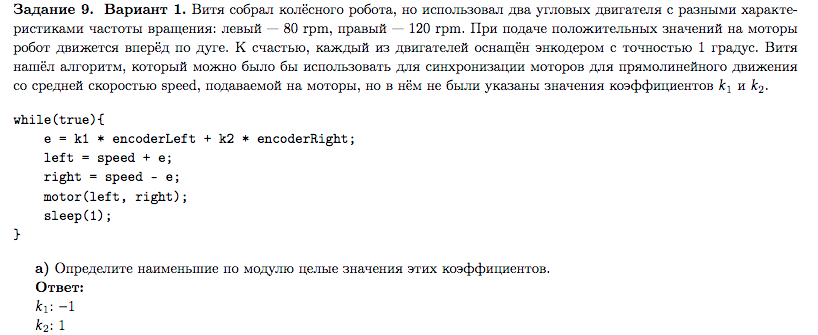 Задание 9. Вариант 1. Витя собрал колёсного робота, но использовал два угловых двигателя с разными характе-
ристиками частоты вращения: левый — 80 rpm, правый — 120 rpm. При подаче положительных значений на моторы
робот движется вперёд по дуге. К счастью, каждый из двигателей оснащён энкодером с точностью 1 градус. Витя
нашёл алгоритм, который можно было бы использовать для синхронизации моторов для прямолинейного движения
со средней скоростью speed, подаваемой на моторы, но в нём не были указаны значения коэффициентов k₁ и k₂.
while(true){
e = k1 * encoderLeft + k2 * encoderRight;
left = speed + e;
right = speed - e;
motor(left, right);
sleep(1);
}
а) Определите наименьшие по модулю целые значения этих коэффициентов.
Ответ:
k₁: −1
k₂: 1